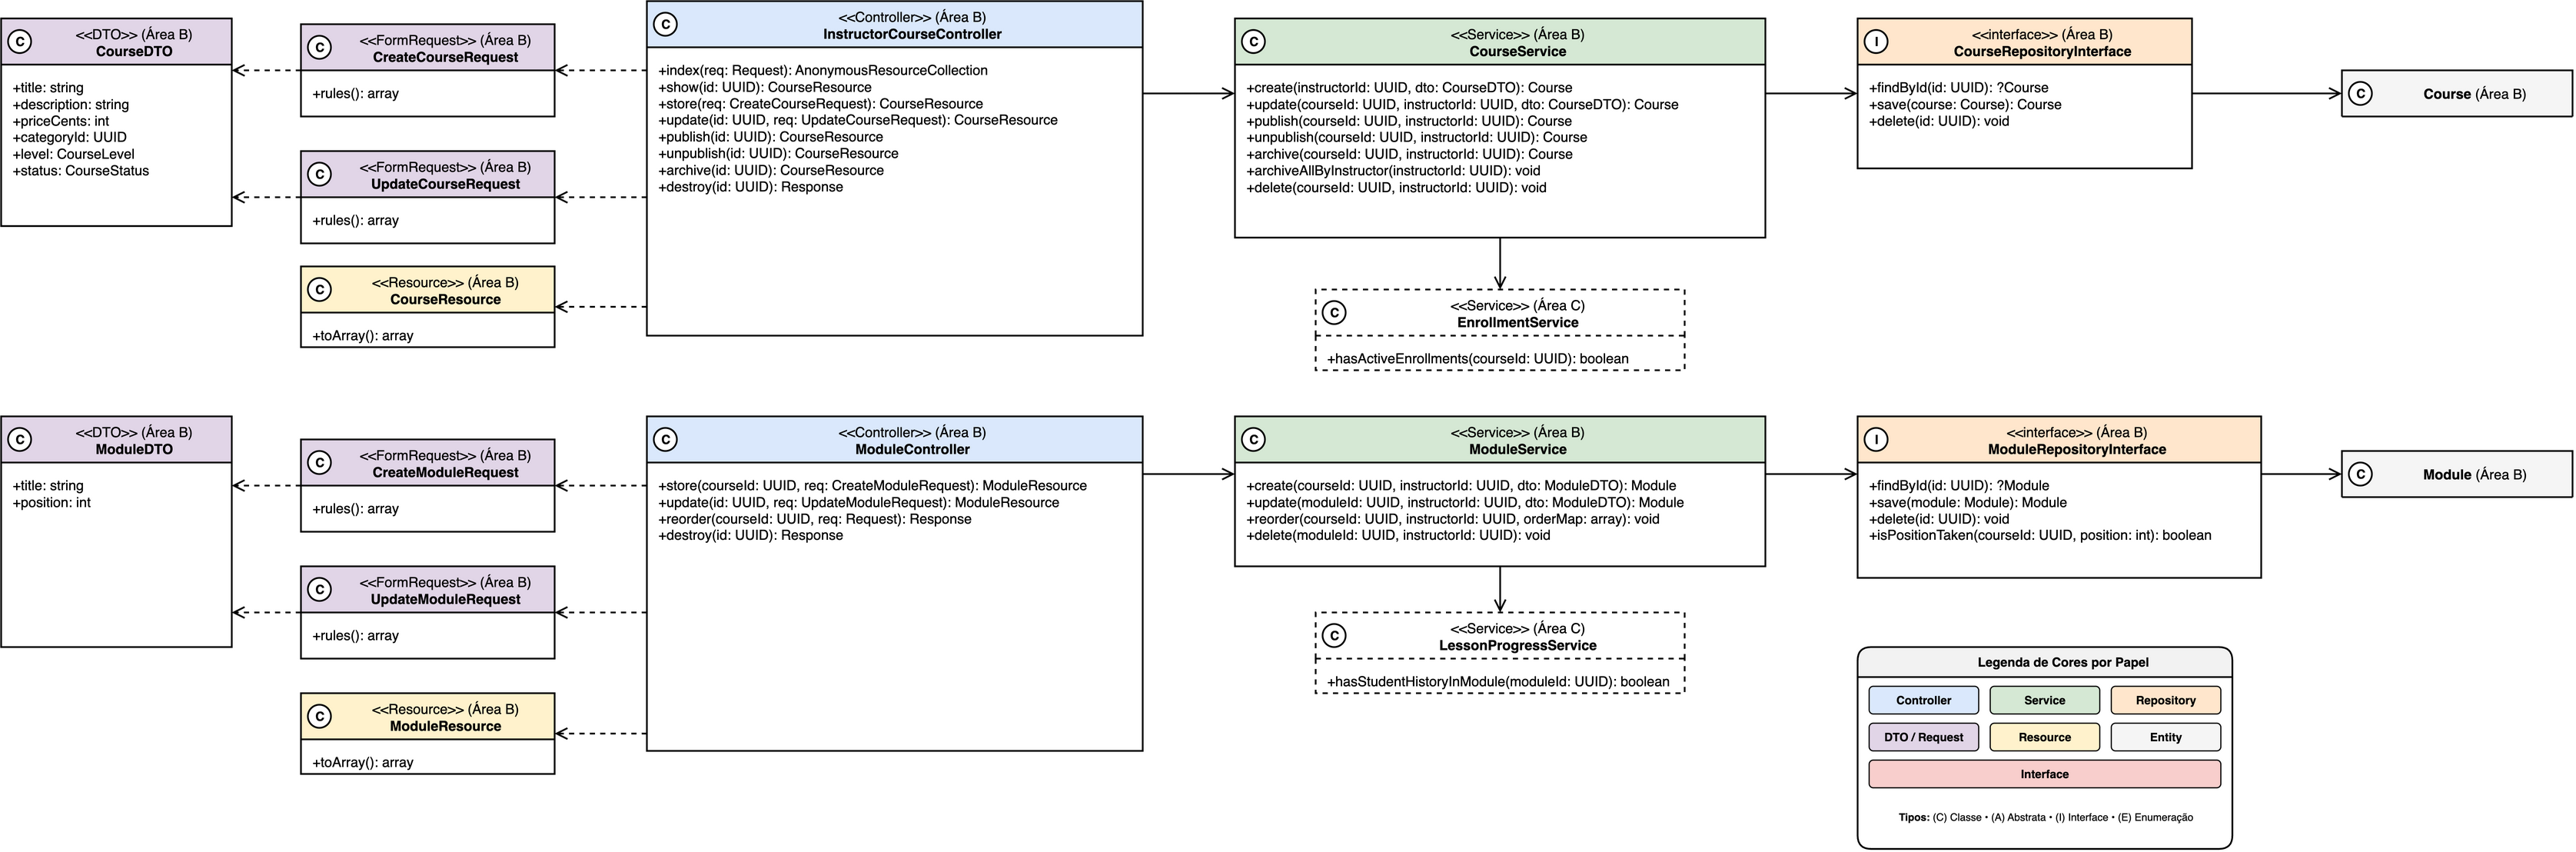 C
<<DTO>> (Área B)
CourseDTO
+title: string
+description: string
+priceCents: int
+categoryId: UUID
+level: CourseLevel
+status: CourseStatus
C
<<FormRequest>> (Área B)
CreateCourseRequest
+rules(): array
C
<<FormRequest>> (Área B)
UpdateCourseRequest
+rules(): array
C
<<Resource>> (Área B)
CourseResource
+toArray(): array
C
<<Controller>> (Área B)
InstructorCourseController
+index(req: Request): AnonymousResourceCollection
+show(id: UUID): CourseResource
+store(req: CreateCourseRequest): CourseResource
+update(id: UUID, req: UpdateCourseRequest): CourseResource
+publish(id: UUID): CourseResource
+unpublish(id: UUID): CourseResource
+archive(id: UUID): CourseResource
+destroy(id: UUID): Response
C
<<Service>> (Área B)
CourseService
+create(instructorId: UUID, dto: CourseDTO): Course
+update(courseId: UUID, instructorId: UUID, dto: CourseDTO): Course
+publish(courseId: UUID, instructorId: UUID): Course
+unpublish(courseId: UUID, instructorId: UUID): Course
+archive(courseId: UUID, instructorId: UUID): Course
+archiveAllByInstructor(instructorId: UUID): void
+delete(courseId: UUID, instructorId: UUID): void
C
<<Service>> (Área C)
EnrollmentService
+hasActiveEnrollments(courseId: UUID): boolean
I
<<interface>> (Área B)
CourseRepositoryInterface
+findById(id: UUID): ?Course
+save(course: Course): Course
+delete(id: UUID): void
C
Course (Área B)
C
<<DTO>> (Área B)
ModuleDTO
+title: string
+position: int
C
<<FormRequest>> (Área B)
CreateModuleRequest
+rules(): array
C
<<FormRequest>> (Área B)
UpdateModuleRequest
+rules(): array
C
<<Resource>> (Área B)
ModuleResource
+toArray(): array
C
<<Controller>> (Área B)
ModuleController
+store(courseId: UUID, req: CreateModuleRequest): ModuleResource
+update(id: UUID, req: UpdateModuleRequest): ModuleResource
+reorder(courseId: UUID, req: Request): Response
+destroy(id: UUID): Response
C
<<Service>> (Área B)
ModuleService
+create(courseId: UUID, instructorId: UUID, dto: ModuleDTO): Module
+update(moduleId: UUID, instructorId: UUID, dto: ModuleDTO): Module
+reorder(courseId: UUID, instructorId: UUID, orderMap: array): void
+delete(moduleId: UUID, instructorId: UUID): void
C
<<Service>> (Área C)
LessonProgressService
+hasStudentHistoryInModule(moduleId: UUID): boolean
I
<<interface>> (Área B)
ModuleRepositoryInterface
+findById(id: UUID): ?Module
+save(module: Module): Module
+delete(id: UUID): void
+isPositionTaken(courseId: UUID, position: int): boolean
C
Module (Área B)
Legenda de Cores por Papel
Controller
Service
Repository
DTO / Request
Resource
Entity
Interface
Tipos: (C) Classe • (A) Abstrata • (I) Interface • (E) Enumeração